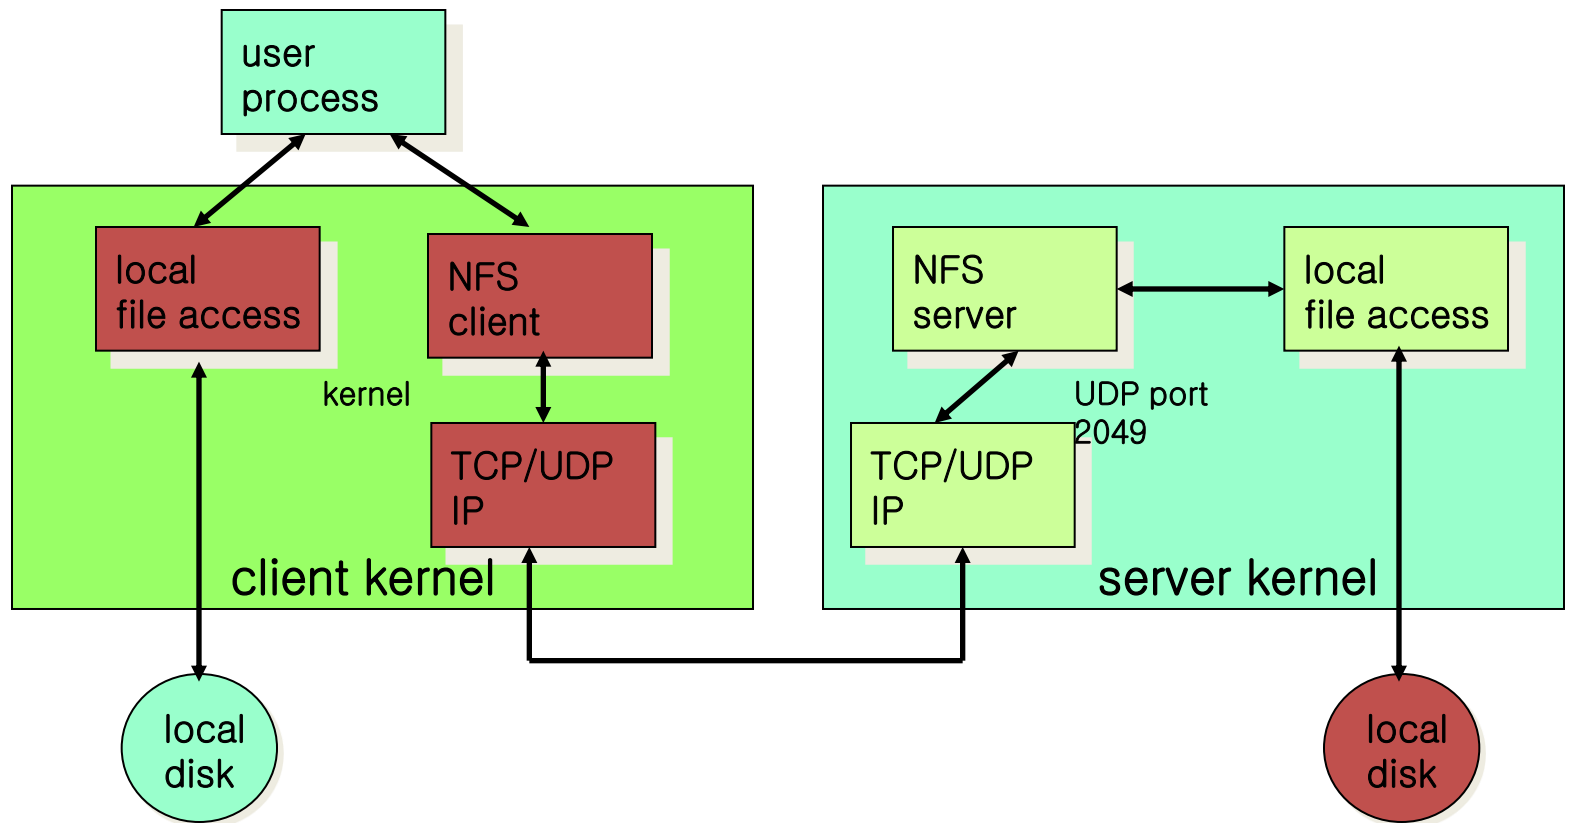 user
process
local
file access
NFS
client
kernel
TCP/UDP
IP
client kernel
local
disk
NFS
server
local
file access
UDP port
2049
TCP/UDP
IP
server kernel
local
disk